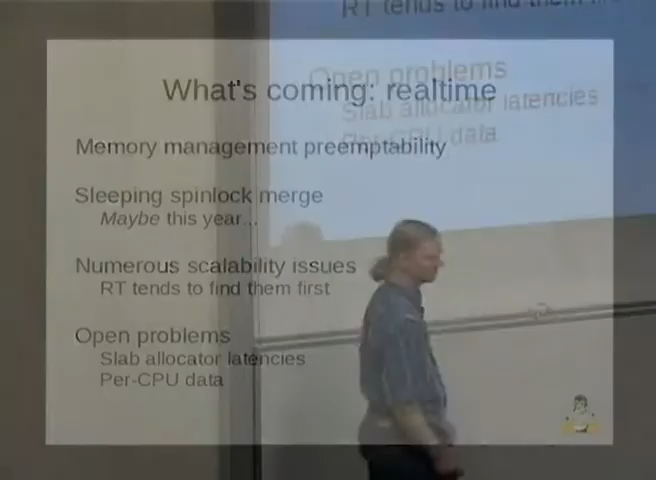 RT tends to find them first
Open problems
Slab allocator latencies
Per-CPU data
What's coming: realtime
Memory management preemptability
Sleeping spinlock merge
Maybe this year...
Numerous scalability issues
RT tends to find them first
Open problems
Slab allocator latencies
Per-CPU data